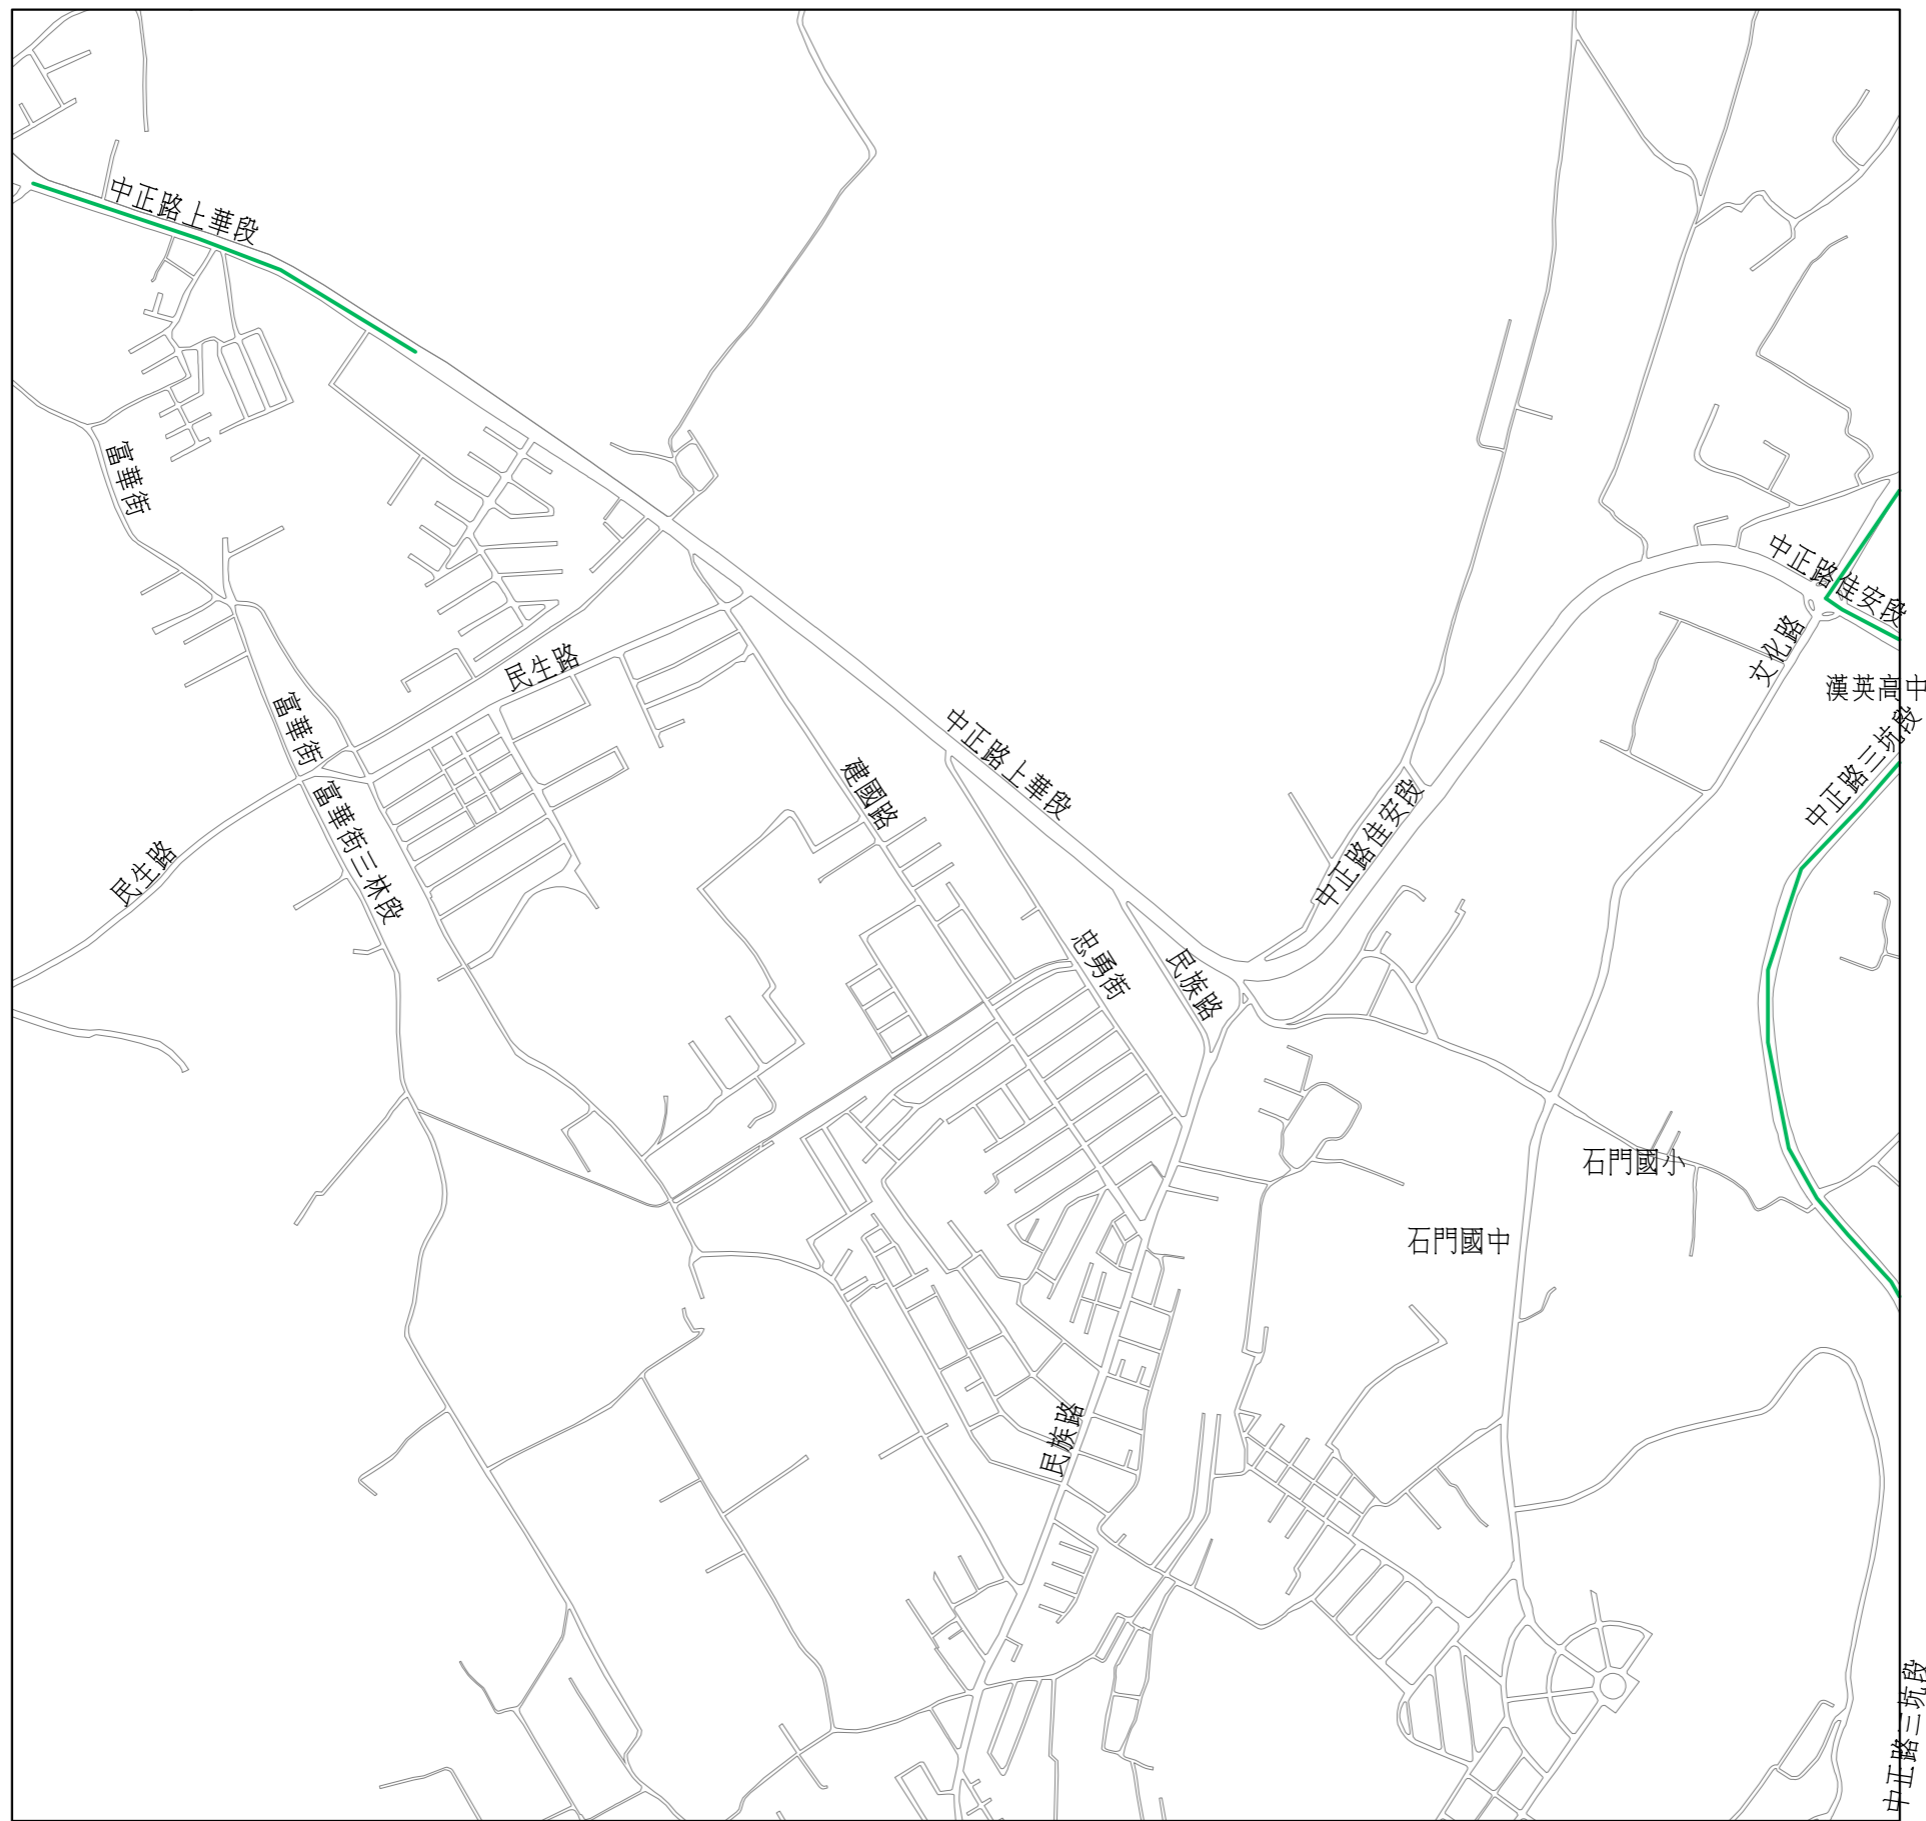 中正路上華段
富華街
中正路佳安段
文化路
民生路
漢英高中
富華街
中正路三坑段
中正路上華段
建國路
富華街三林段
中正路佳安段
民生路
忠勇街
民族路
石門國小
石門國中
民族路
中正路三坑段